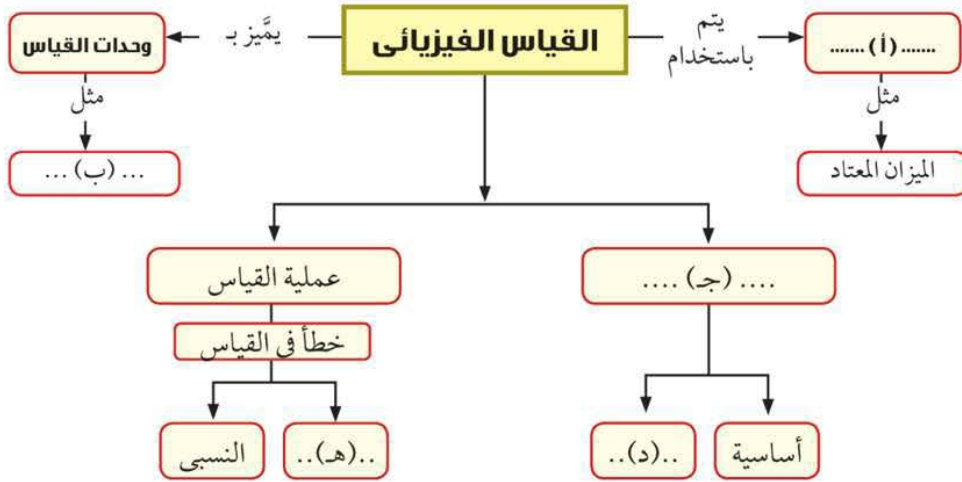 القياس الفيزيائى
يتم
باستخدام
.......(أ).......
مثل
الميزان المعتاد
يمَّيز بـ
وحدات القياس
مثل
...(ب)...
....(جـ)....
أساسية
..(د)..
عملية القياس
خطأ فى القياس
..(هـ)..
النسبى